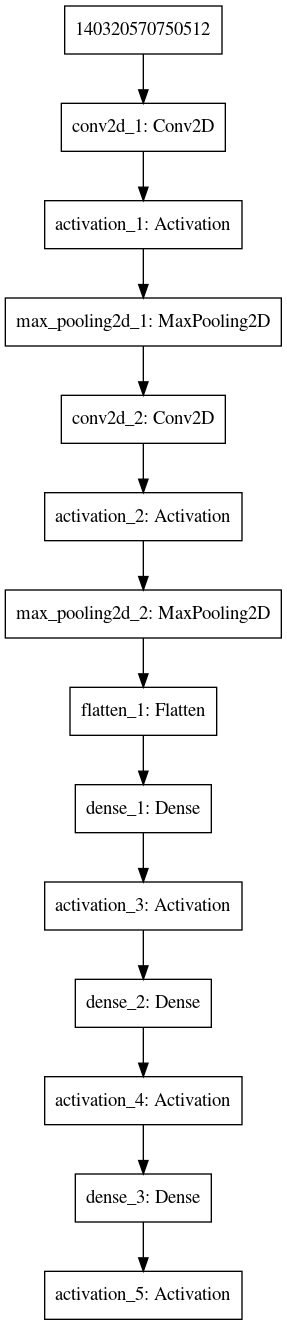 140320570750512
conv2d_1: Conv2D
activation_1: Activation
max_pooling2d_1: MaxPooling2D
conv2d_2: Conv2D
activation_2: Activation
max_pooling2d_2: MaxPooling2D
flatten_1: Flatten
dense_1: Dense
activation_3: Activation
dense_2: Dense
activation_4: Activation
dense_3: Dense
activation_5: Activation